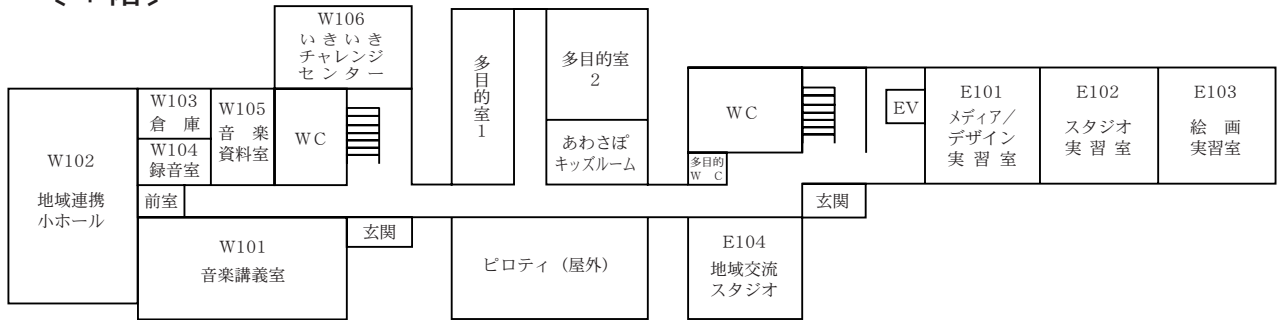 W106
いきいき
チャレンジ
センター
多目的室1
多目的室
2
あわさぽ
キッズルーム
W102
地域連携
小ホール
W103
倉 庫
W104
録音室
W105
音 楽
資料室
WC
前室
W101
音楽講義室
玄関
ピロティ（屋外）
WC
多目的
W C
E104
地域交流
スタジオ
玄関
EV
E101
メディア／
デザイン
実 習 室
E102
スタジオ
実 習 室
E103
絵 画
実習室